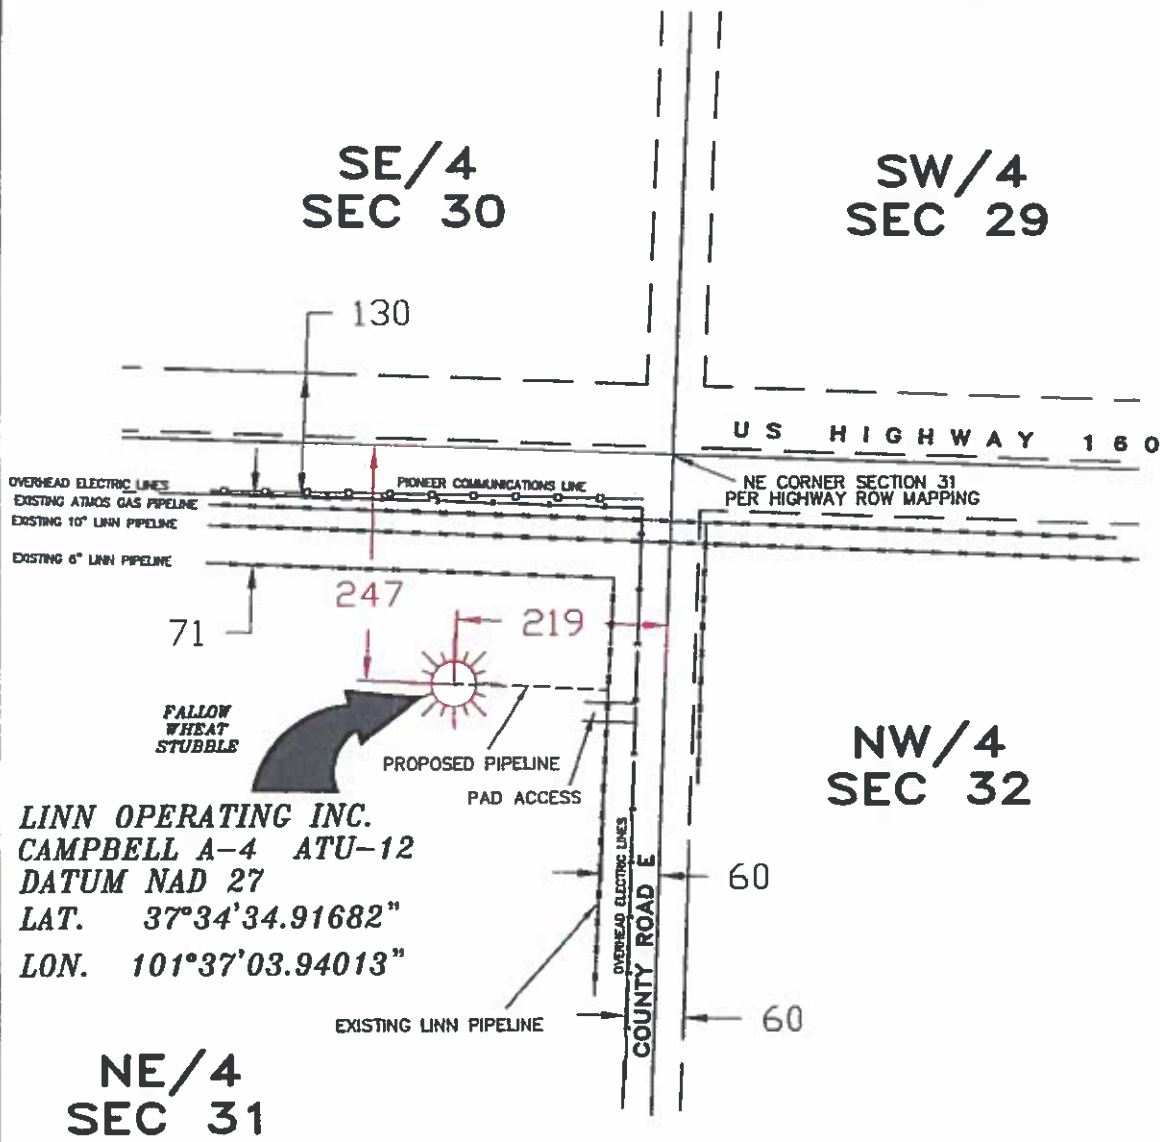 SE/4
SEC 30
SW/4
SEC 29
130
US HIGHWAY 160
OVERHEAD ELECTRIC LINES
PIONEER COMMUNICATIONS LINE
NE CORNER SECTION 31
PER HIGHWAY ROW MAPPING
EXISTING ATMOS GAS PIPELINE
EXISTING 10" LINN PIPELINE
EXISTING 6" LINN PIPELINE
247
219
71
FALLOW
WHEAT
STUBBLE
PROPOSED PIPELINE
PAD ACCESS
NW/4
SEC 32
LINN OPERATING INC.
CAMPBELL A-4 ATU-12
DATUM NAD 27
LAT. 37°34'34.91682"
LON. 101°37'03.94013"
OVERHEAD ELECTRIC LINES
COUNTY ROAD E
60
EXISTING LINN PIPELINE
60
NE/4
SEC 31